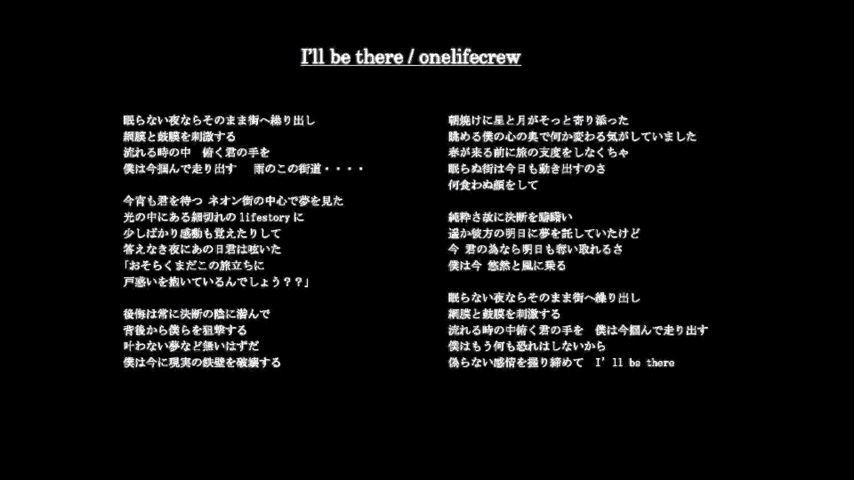 I'll be there / onelifecrew
眠らない夜ならそのまま街へ繰り出し
網膜と鼓膜を刺激する
流れる時の中　俯く君の手を
僕は今掴んで走り出す　雨のこの街道・・・・
今宵も君を待つ ネオン街の中心で夢を見た
光の中にある細切れのlifestoryに
少しばかり感動も覚えたりして
答えなき夜にあの日君は呟いた
「おそらくまだこの旅立ちに
戸惑いを抱いているんでしょう？？」
後悔は常に決断の陰に潜んで
背後から僕らを狙撃する
叶わない夢など無いはずだ
僕は今に現実の鉄壁を破壊する
朝焼けに星と月がそっと寄り添った
眺める僕の心の奥で何か変わる気がしていました
春が来る前に旅の支度をしなくちゃ
眠らぬ街は今日も動き出すのさ
何食わぬ顔をして
純粋さ故に決断を躊躇い
遥か彼方の明日に夢を託していたけど
今 君の為なら明日も奪い取れるさ
僕は今 悠然と風に乗る
眠らない夜ならそのまま街へ繰り出し
網膜と鼓膜を刺激する
流れる時の中俯く君の手を　僕は今掴んで走り出す
僕はもう何も恐れはしないから
偽らない感情を握り締めて　I'll be there